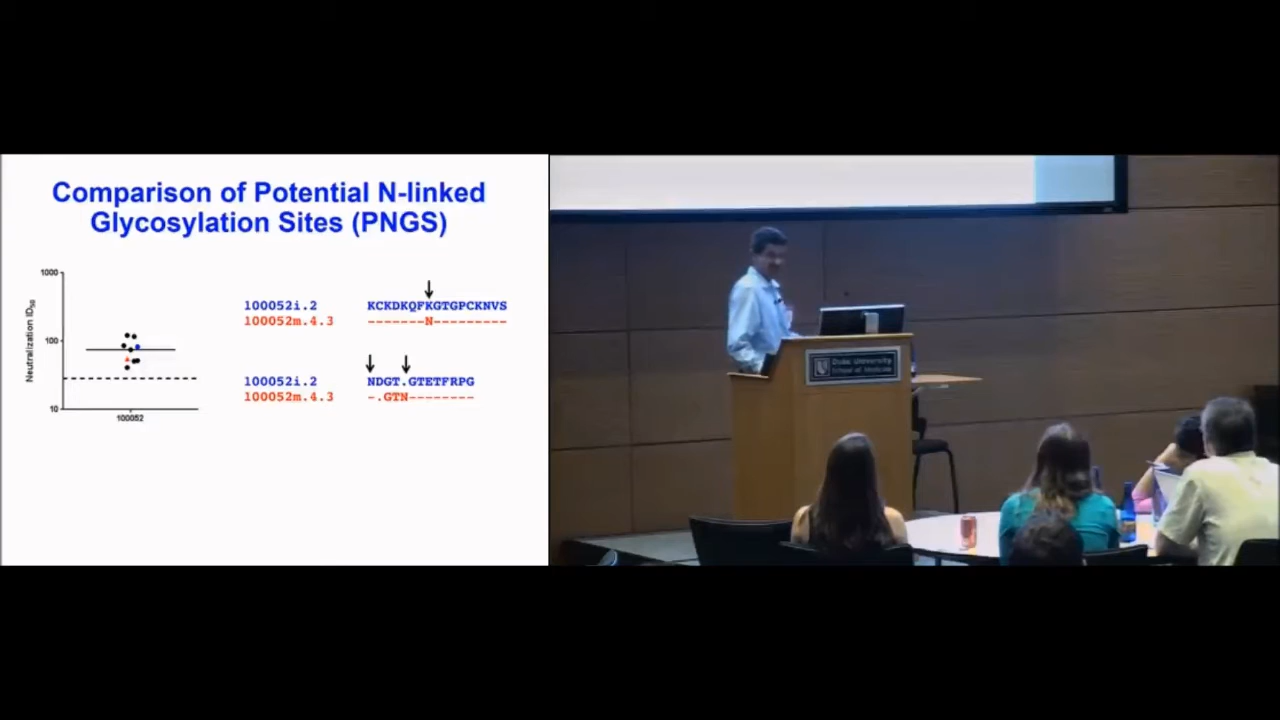 Comparison of Potential N-linked
Glycosylation Sites (PNGS)
1000
100
10
Neutralization ID50
100052
100052i.2 KCKDKQFKGTGPCKNVS
100052m.4.3 -------N---------
100052i.2 NDGT.GTETFRPG
100052m.4.3 -.GTN--------
Duke University
School of Medicine